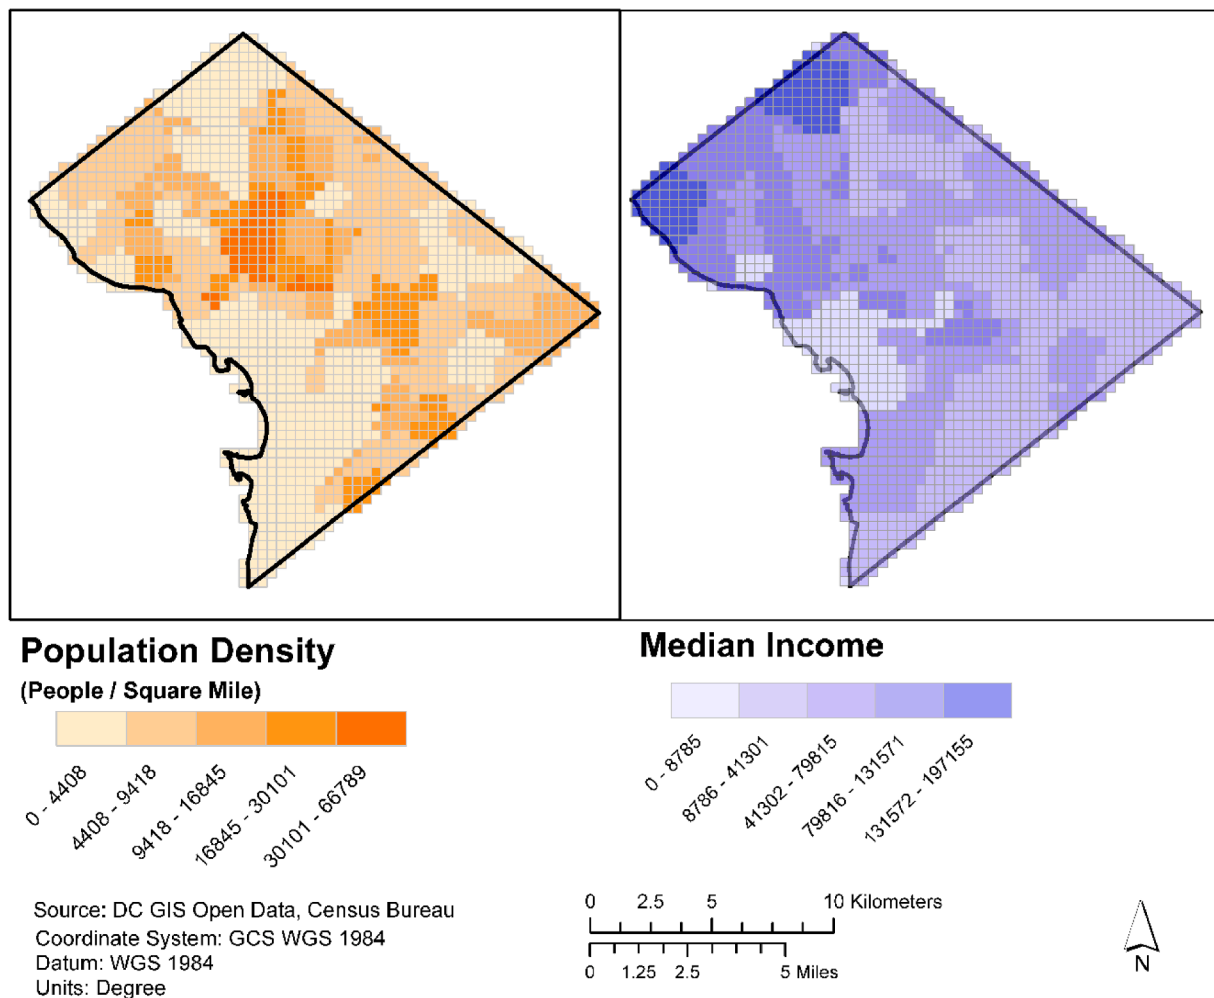 Population Density
(People / Square Mile)
0 - 4408
4408 - 9418
9418 - 16845
16845 - 30101
30101 - 66789
Median Income
0 - 8785
8786 - 41301
41302 - 79815
79816 - 131571
131572 - 197155
Source: DC GIS Open Data, Census Bureau
Coordinate System: GCS WGS 1984
Datum: WGS 1984
Units: Degree
0 2.5 5 10 Kilometers
0 1.25 2.5 5 Miles
N